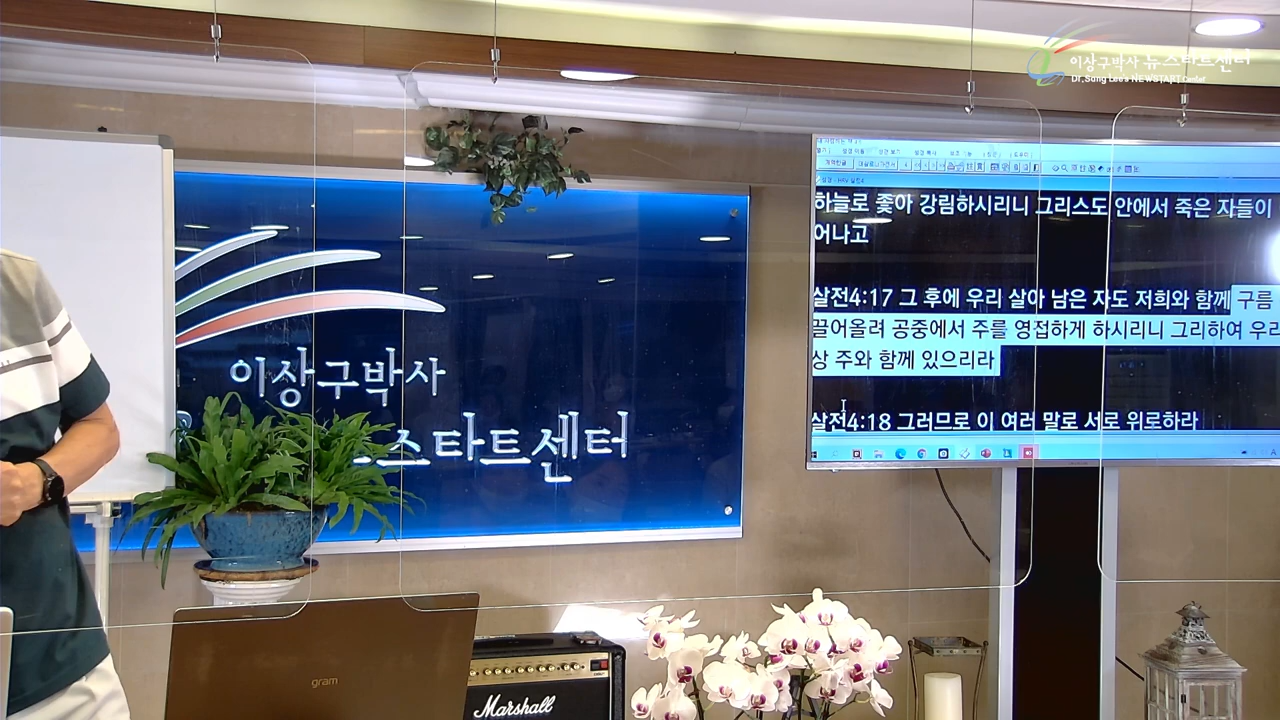 이상구박사 뉴스타트센터
Dr. Sang Lee's NEWSTART Center
하늘로 좇아 강림하시리니 그리스도 안에서 죽은 자들이
어나고
살전4:17 그 후에 우리 살아 남은 자도 저희와 함께 구름
끌어올려 공중에서 주를 영접하게 하시리니 그리하여 우리
상 주와 함께 있으리라
살전4:18 그러므로 이 여러 말로 서로 위로하라
이상구박사
스타트센터
gram
Marshall